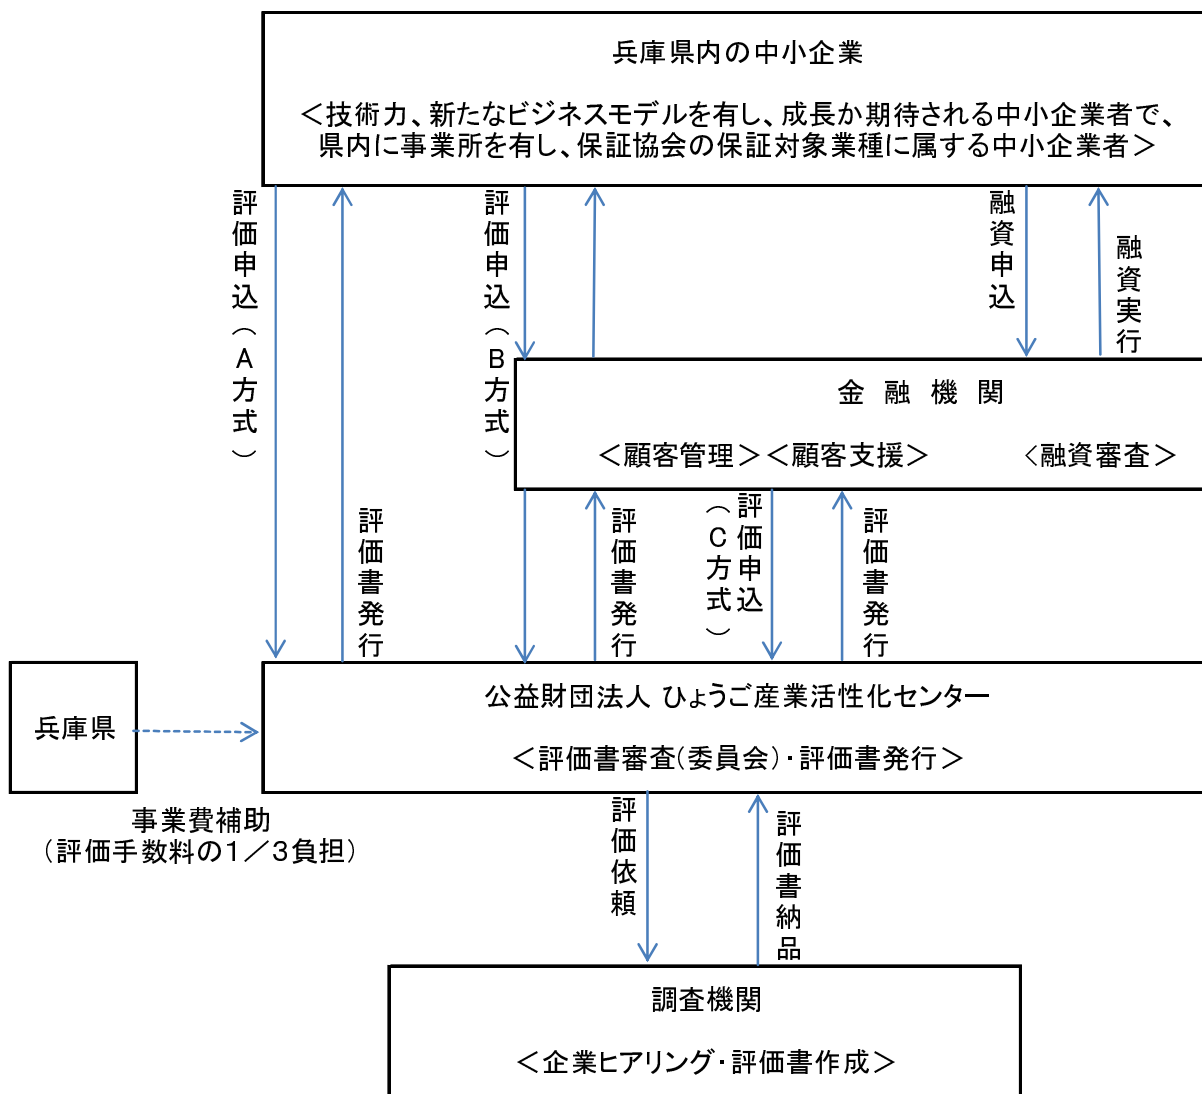 兵庫県内の中小企業
＜技術力、新たなビジネスモデルを有し、成長か期待される中小企業者で、
県内に事業所を有し、保証協会の保証対象業種に属する中小企業者＞
評価申込（Ａ方式）
評価申込（Ｂ方式）
融資申込
融資実行
金　融　機　関
＜顧客管理＞＜顧客支援＞　＜融資審査＞
評価書発行
評価書発行
評価申込
（Ｃ方式）
評価書発行
兵庫県
公益財団法人 ひょうご産業活性化センター
＜評価書審査(委員会)・評価書発行＞
事業費補助
（評価手数料の１／３負担）
評価依頼
評価書納品
調査機関
＜企業ヒアリング・評価書作成＞